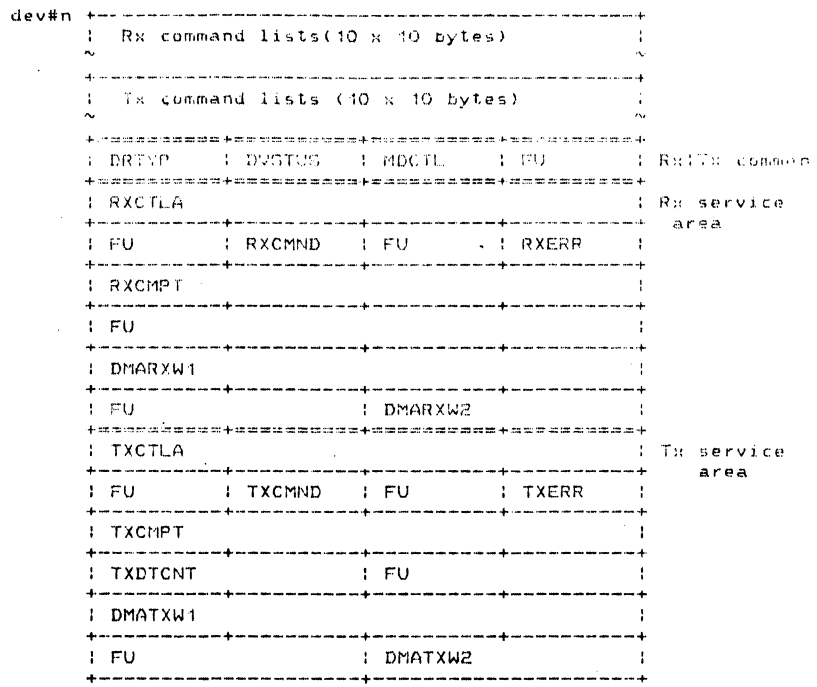 dev#n +-----------------------------------------------+
¦ Rx command lists(10 x 10 bytes) ¦
~ ~
+-----------------------------------------------+
¦ Tx command lists (10 x 10 bytes) ¦
~ ~
+===========+===========+===========+===========+
¦ DRTYP ¦ DVSTUS ¦ MDCTL ¦ FU ¦ Rx¦Tx common
+===========+===========+===========+===========+
¦ RXCTLA ¦ Rx service
+-----------+-----------+-----------+-----------+ area
¦ FU ¦ RXCMND ¦ FU ¦ RXERR ¦
+-----------+-----------+-----------+-----------+
¦ RXCMPT ¦
+-----------+-----------+-----------+-----------+
¦ FU ¦
+-----------+-----------+-----------+-----------+
¦ DMARXW1 ¦
+-----------+-----------+-----------+-----------+
¦ FU ¦ DMARXW2 ¦
+===========+===========+===========+===========+
¦ TXCTLA ¦ Tx service
+-----------+-----------+-----------+-----------+ area
¦ FU ¦ TXCMND ¦ FU ¦ TXERR ¦
+-----------+-----------+-----------+-----------+
¦ TXCMPT ¦
+-----------+-----------+-----------+-----------+
¦ TXDTCNT ¦ FU ¦
+-----------+-----------+-----------+-----------+
¦ DMATXW1 ¦
+-----------+-----------+-----------+-----------+
¦ FU ¦ DMATXW2 ¦
+-----------------------+-----------------------+